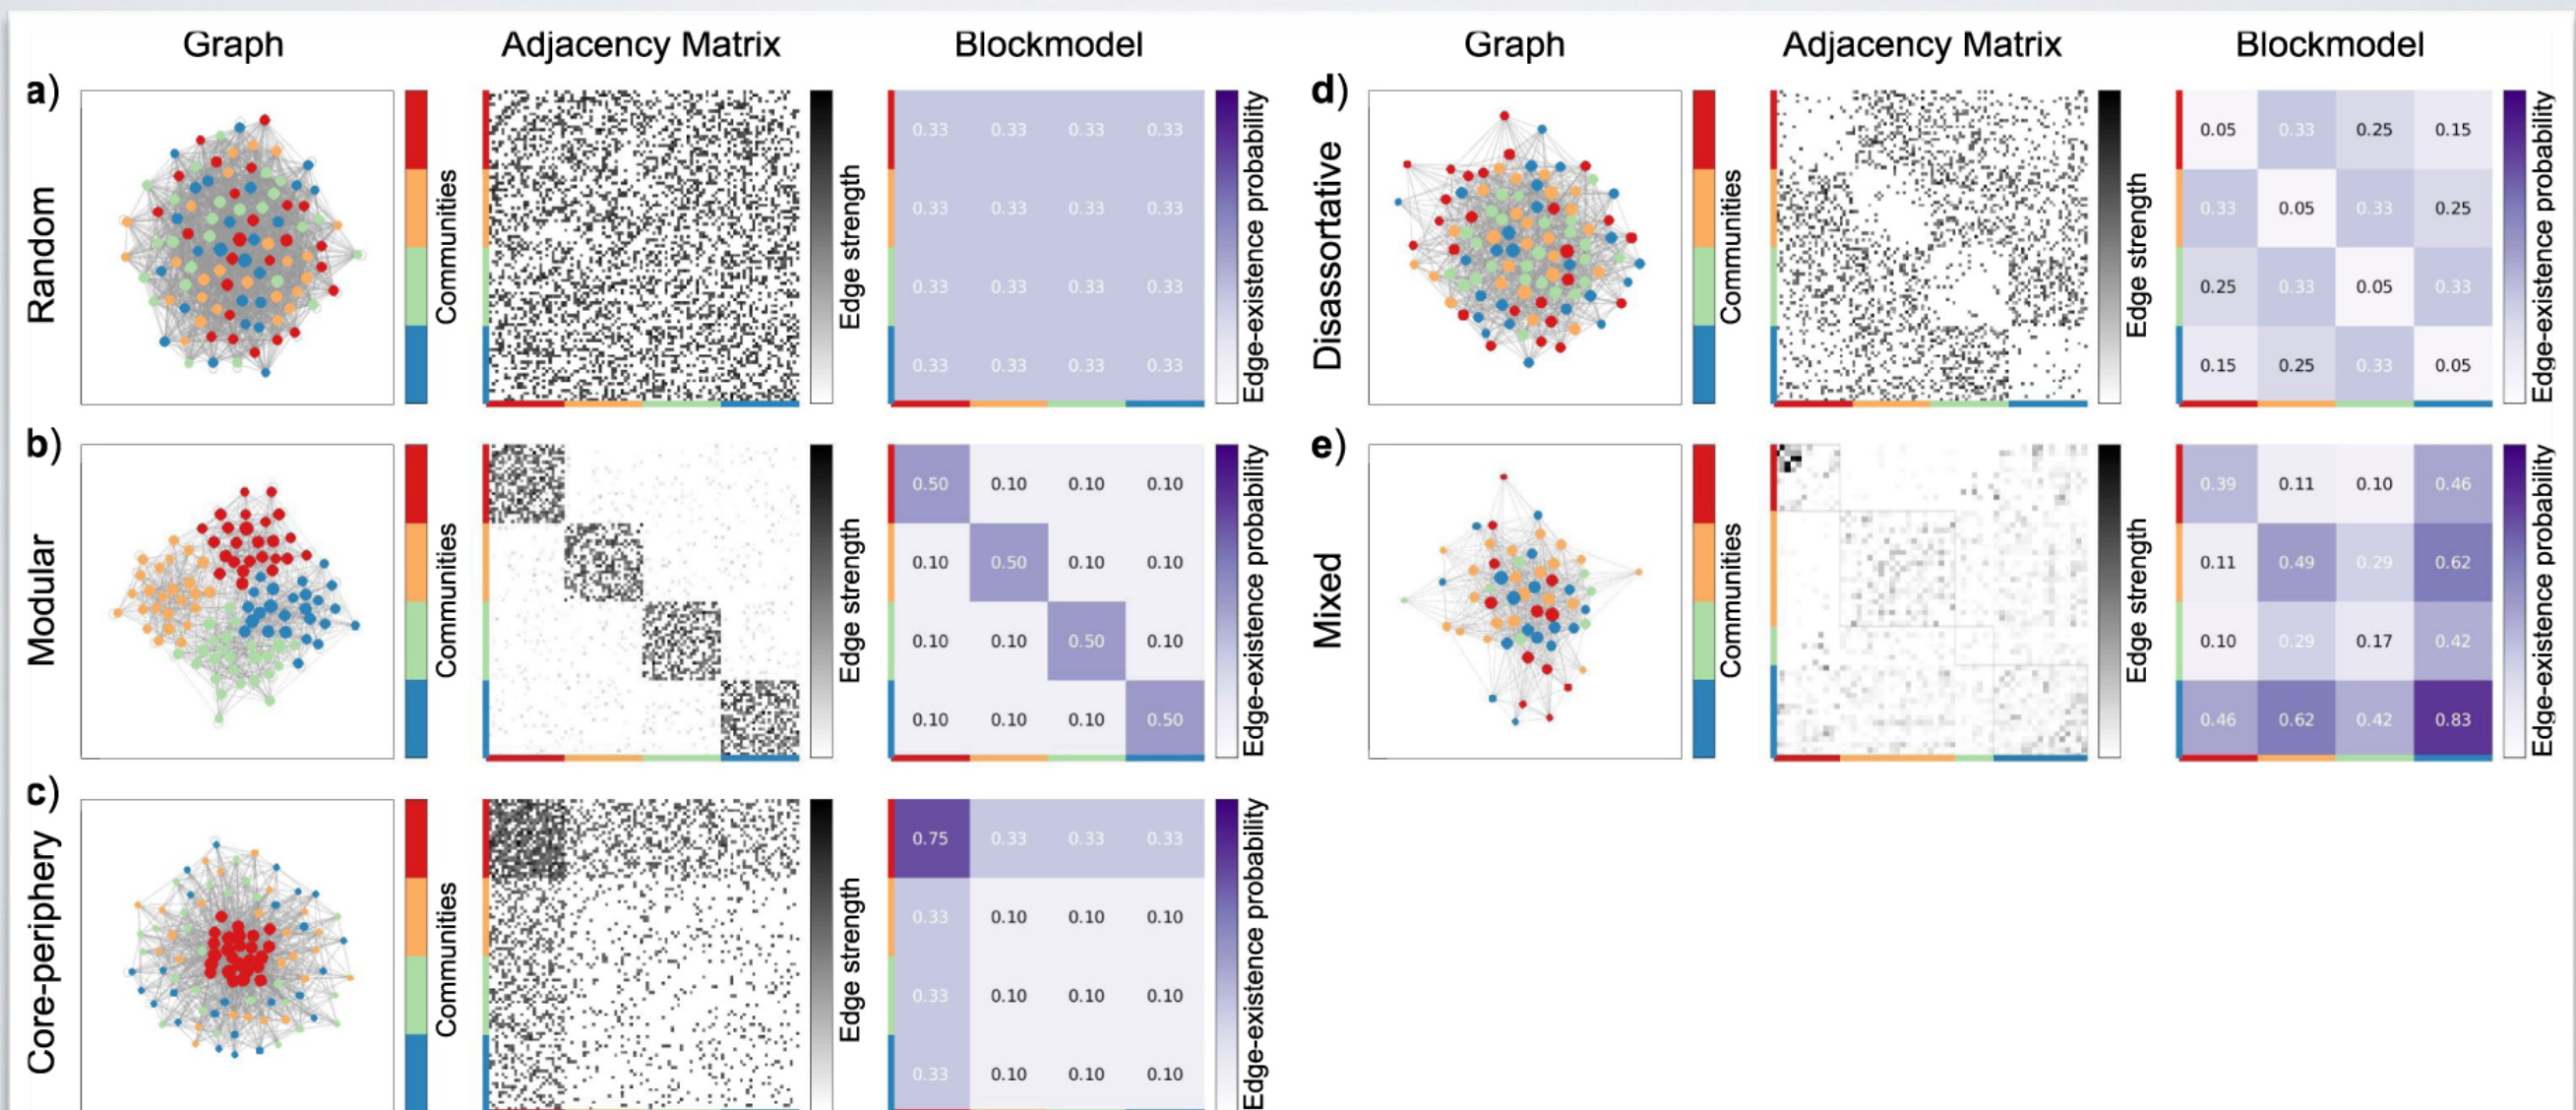 Graph Adjacency Matrix Blockmodel
a)
Random
Communities
Edge strength
0.33 0.33 0.33 0.33
0.33 0.33 0.33 0.33
0.33 0.33 0.33 0.33
0.33 0.33 0.33 0.33
Edge-existence probability
b)
Modular
Communities
Edge strength
0.50 0.10 0.10 0.10
0.10 0.50 0.10 0.10
0.10 0.10 0.50 0.10
0.10 0.10 0.10 0.50
Edge-existence probability
c)
Core-periphery
Communities
Edge strength
0.75 0.33 0.33 0.33
0.33 0.10 0.10 0.10
0.33 0.10 0.10 0.10
0.33 0.10 0.10 0.10
Edge-existence probability
Graph Adjacency Matrix Blockmodel
d)
Disassortative
Communities
Edge strength
0.05 0.33 0.25 0.15
0.33 0.05 0.33 0.25
0.25 0.33 0.05 0.33
0.15 0.25 0.33 0.05
Edge-existence probability
e)
Mixed
Communities
Edge strength
0.39 0.11 0.10 0.46
0.11 0.49 0.29 0.62
0.10 0.29 0.17 0.42
0.46 0.62 0.42 0.83
Edge-existence probability